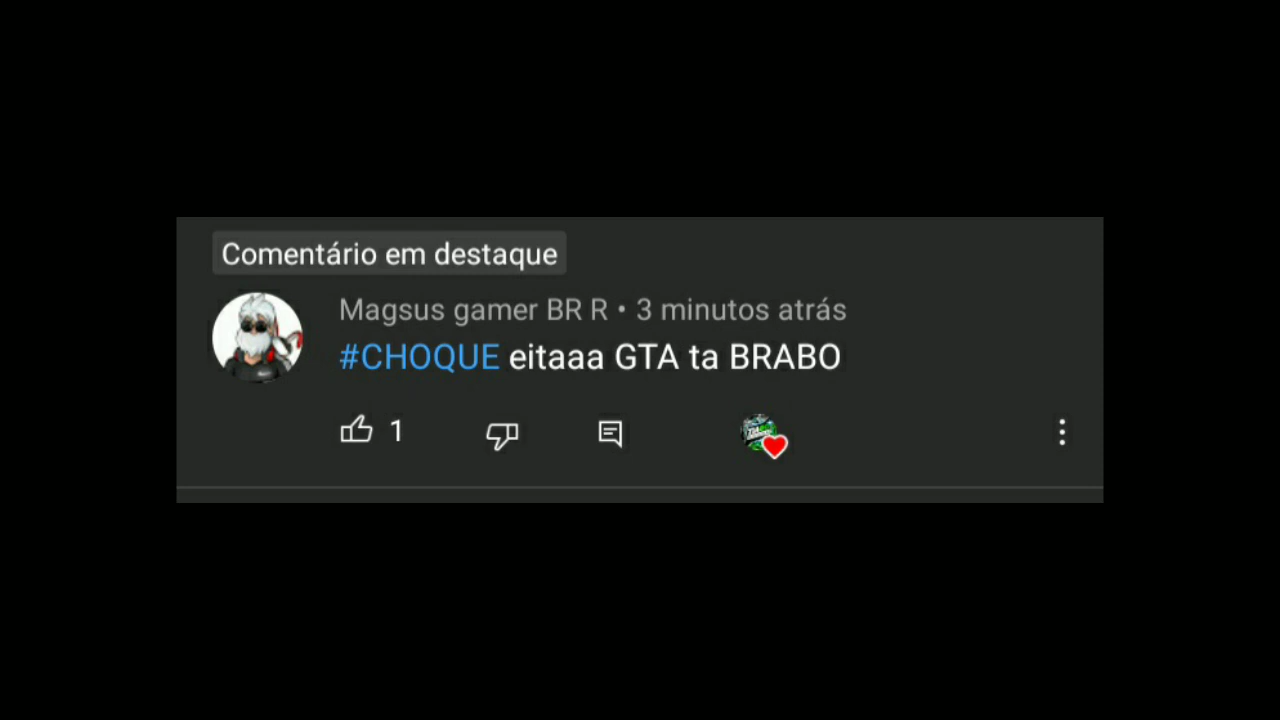 Comentário em destaque
Magsus gamer BR R • 3 minutos atrás
#CHOQUE eitaaa GTA ta BRABO
1